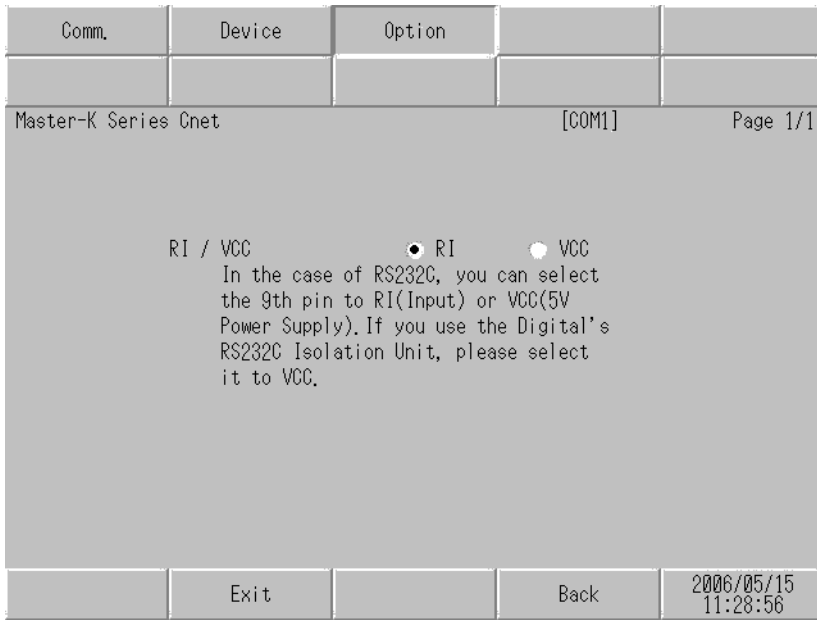 Comm. Device Option
Master-K Series Cnet [COM1] Page 1/1
RI / VCC RI VCC
In the case of RS232C, you can select
the 9th pin to RI(Input) or VCC(5V
Power Supply).If you use the Digital's
RS232C Isolation Unit, please select
it to VCC.
Exit Back 2006/05/15
11:28:56